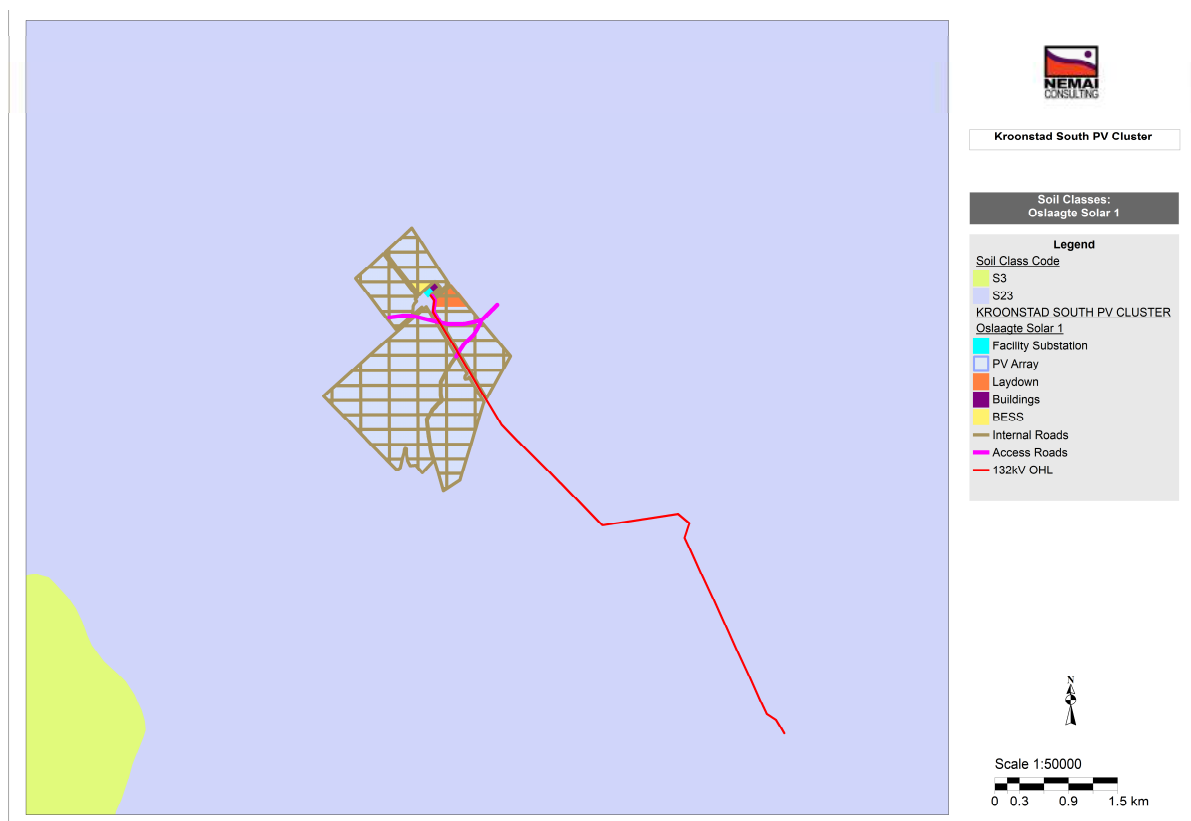 NEMAI
CONSULTING
Kroonstad South PV Cluster
Soil Classes:
Oslaagte Solar 1
Legend
Soil Class Code
S3
S23
KROONSTAD SOUTH PV CLUSTER
Oslaagte Solar 1
Facility Substation
PV Array
Laydown
Buildings
BESS
Internal Roads
Access Roads
132kV OHL
N
Scale 1:50000
0 0.3 0.9 1.5 km